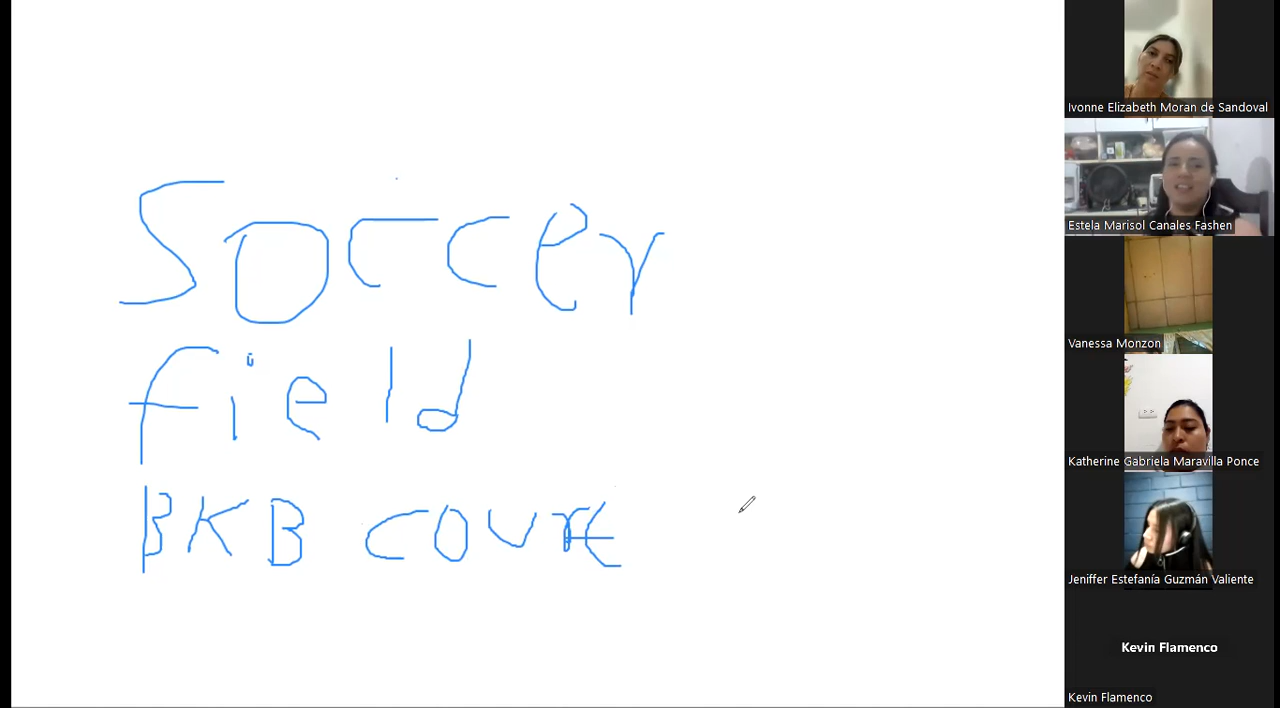 Soccer
field
BKB court
Ivonne Elizabeth Moran de Sandoval
Estela Marisol Canales Fashen
Vanessa Monzon
Katherine Gabriela Maravilla Ponce
Jeniffer Estefanía Guzmán Valiente
Kevin Flamenco
Kevin Flamenco